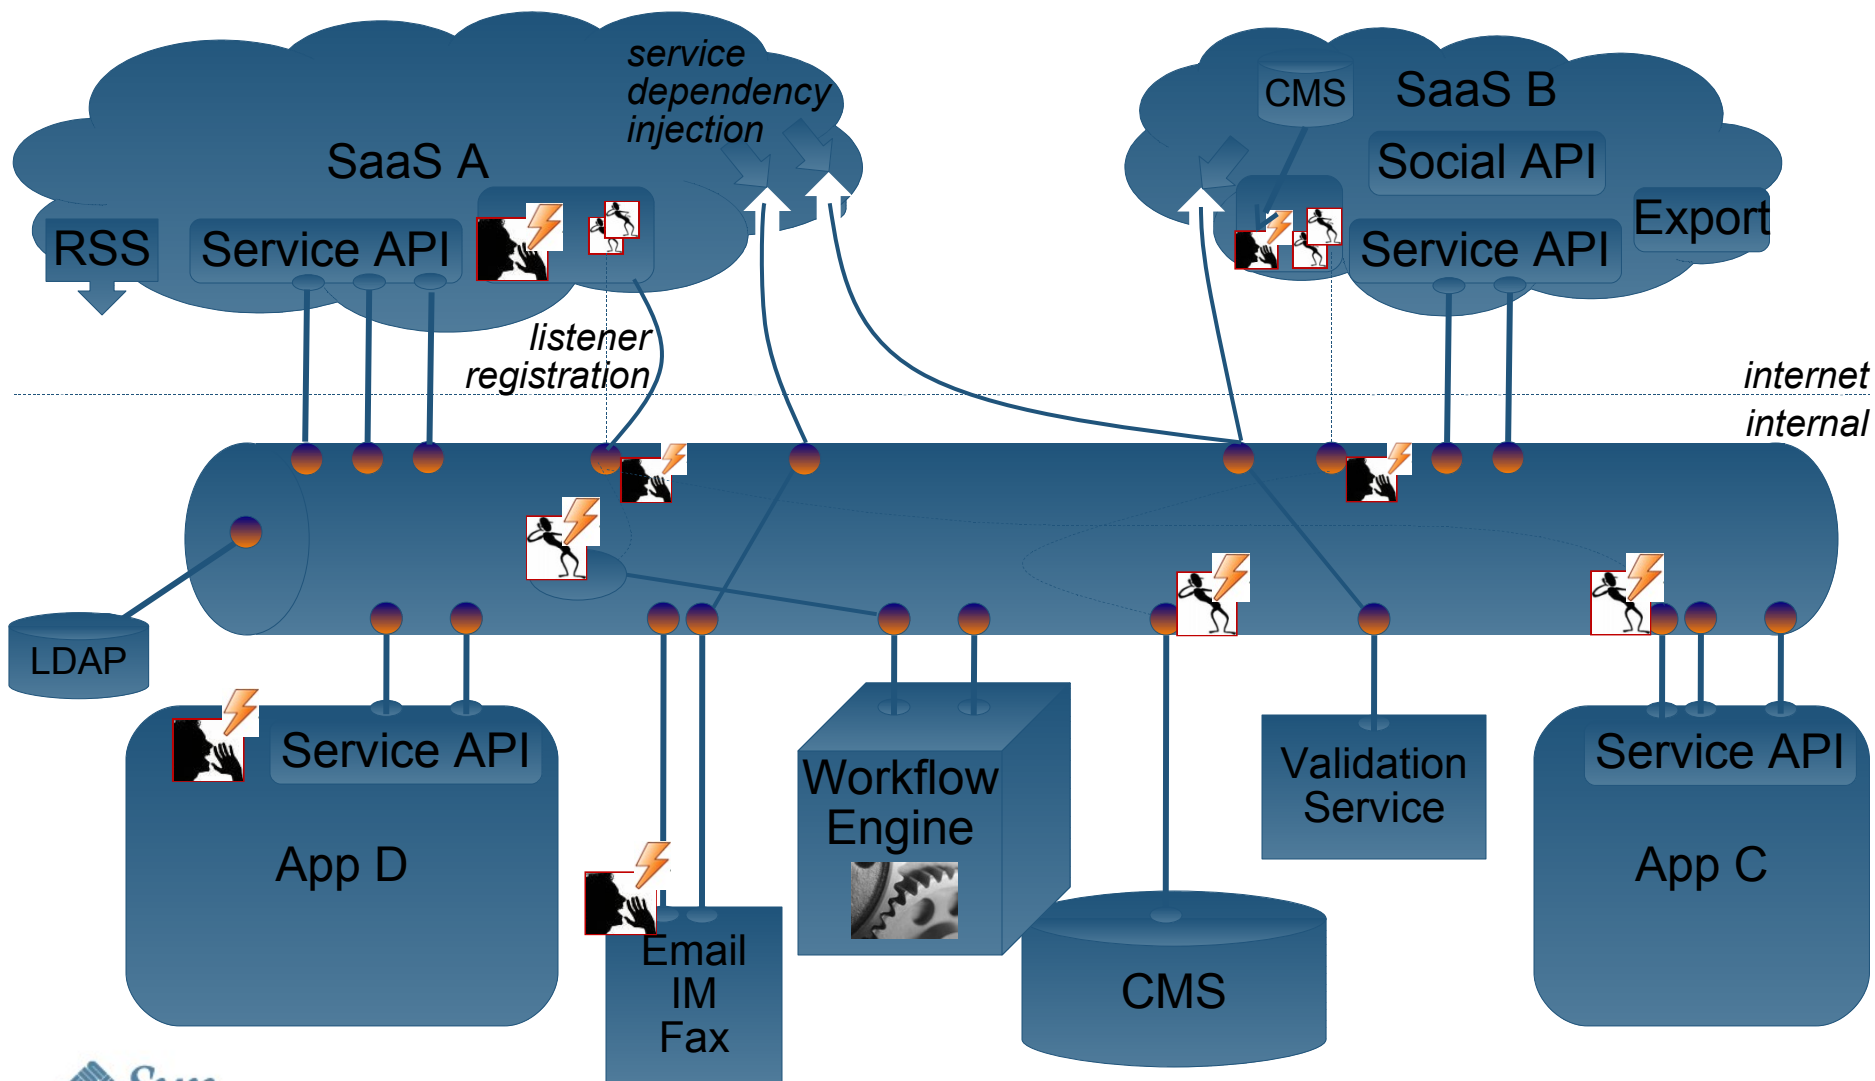 service
dependency
injection
SaaS A
RSS
Service API
CMS
SaaS B
Social API
Service API
Export
listener
registration
internet
internal
LDAP
Service API
App D
Email
IM
Fax
Workflow
Engine
CMS
Validation
Service
Service API
App C